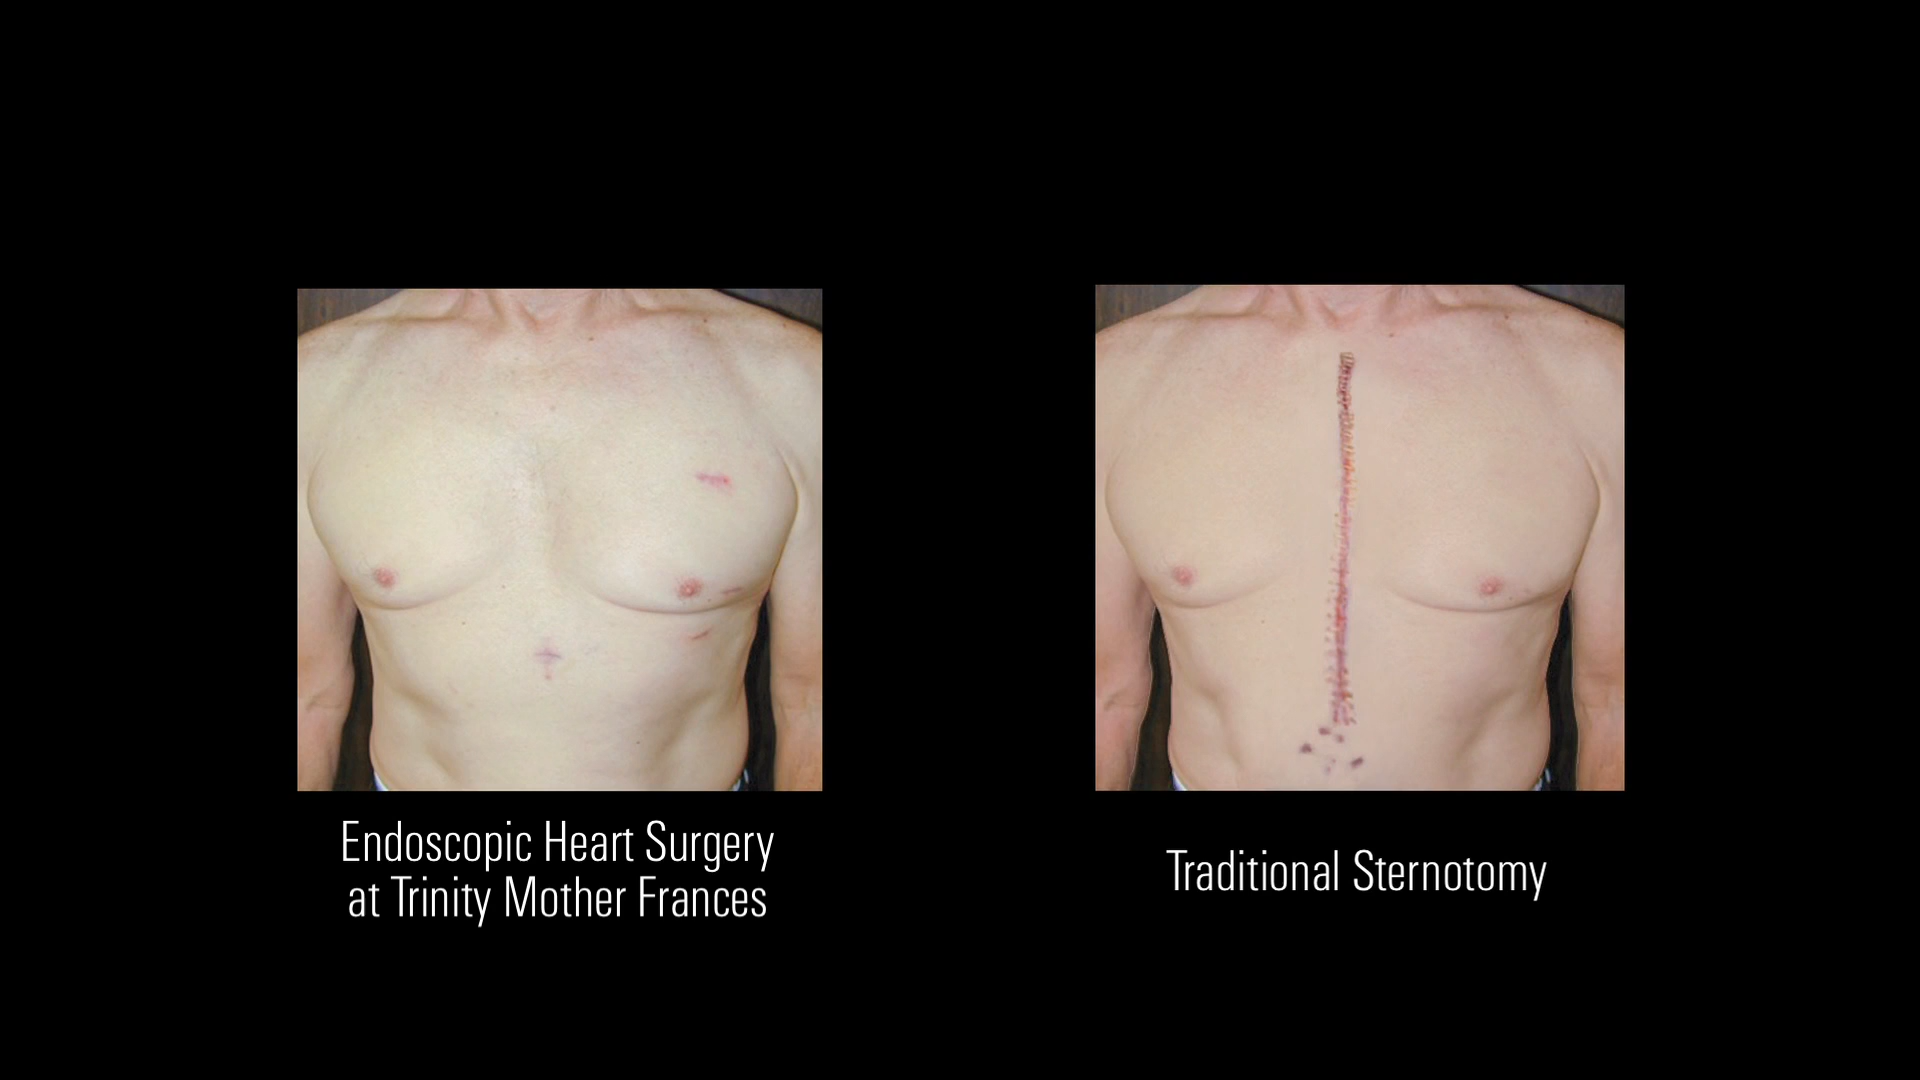 Endoscopic Heart Surgery
at Trinity Mother Frances
Traditional Sternotomy